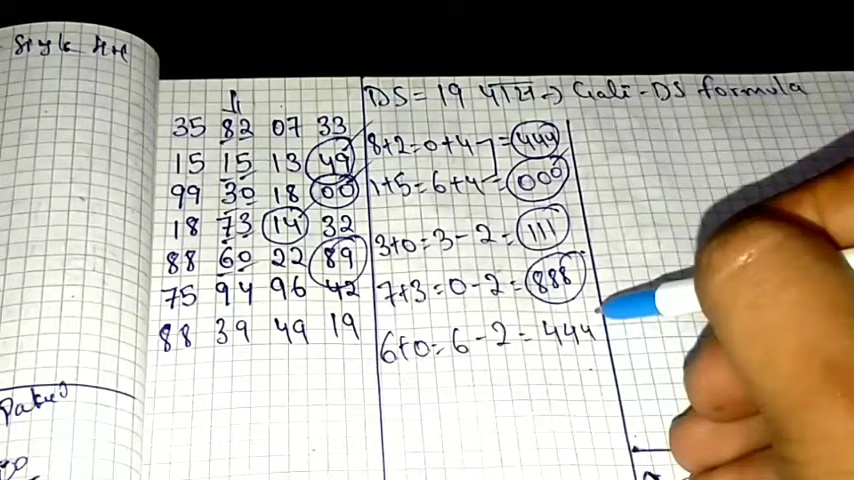 Style
DS = 19 → Gali - DS formula
35 82 07 33
15 15 13 49
99 30 18 00
18 73 14 32
88 60 22 89
75 94 96 42
88 39 49 19
8+2=0+4 = 444
1+5=6+4 = 000
3+0=3-2= 111
7+3=0-2= 888
6+0=6-2=444